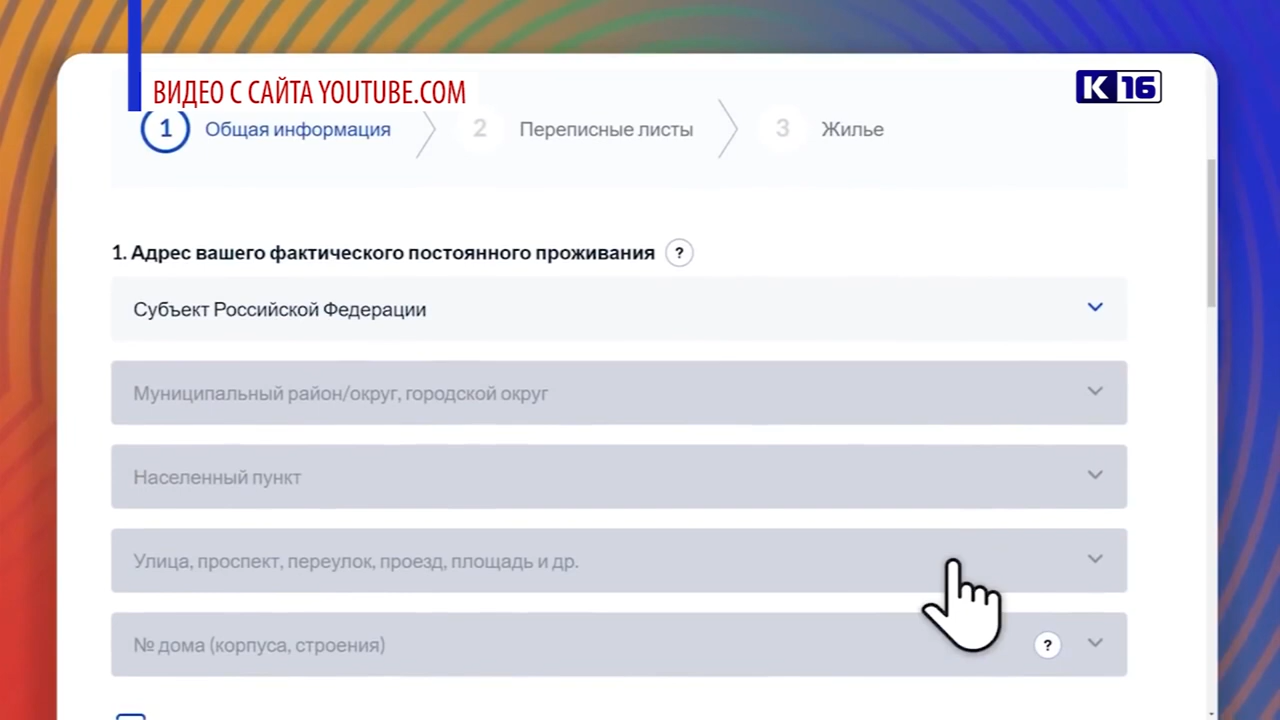 ВИДЕО С САЙТА YOUTUBE.COM
К 16
1 Общая информация 2 Переписные листы 3 Жилье
1. Адрес вашего фактического постоянного проживания ?
Субъект Российской Федерации
Муниципальный район/округ, городской округ
Населенный пункт
Улица, проспект, переулок, проезд, площадь и др.
№ дома (корпуса, строения) ?